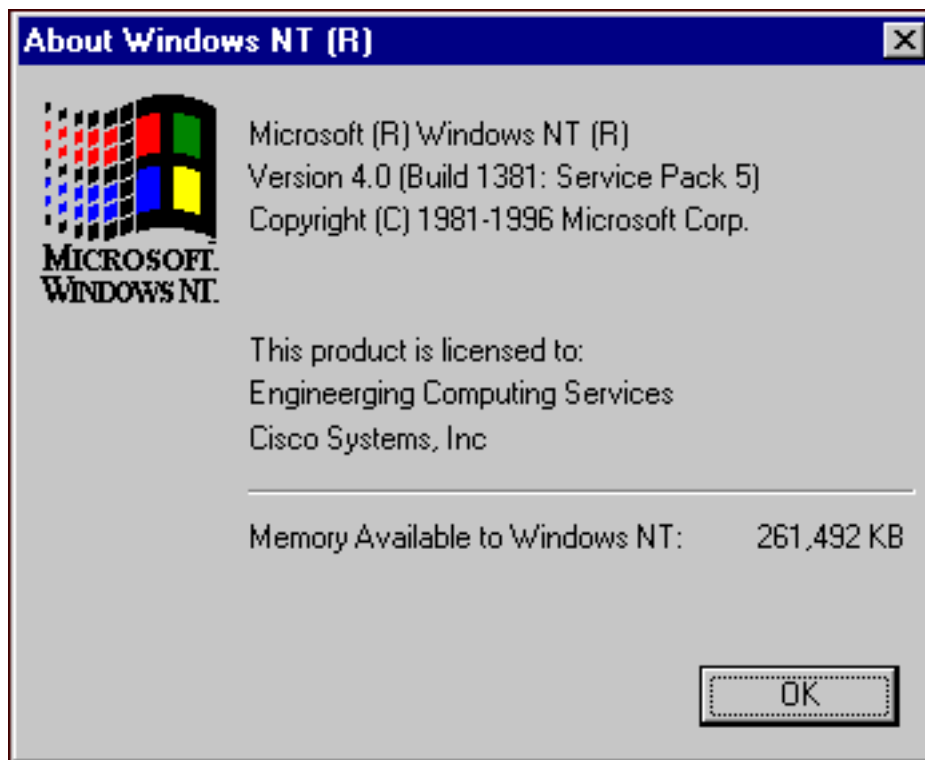 About Windows NT (R)
MICROSOFT.
WINDOWS NT.
Microsoft (R) Windows NT (R)
Version 4.0 (Build 1381: Service Pack 5)
Copyright (C) 1981-1996 Microsoft Corp.
This product is licensed to:
Engineerging Computing Services
Cisco Systems, Inc
Memory Available to Windows NT: 261,492 KB
OK